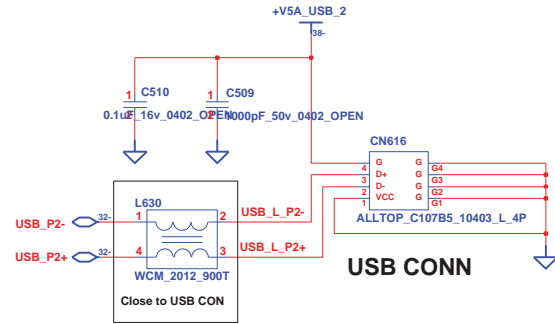 +V5A_USB_2
38-
1 C510
2
0.1uF_16v_0402_OPEN
1 C509
2
1000pF_50v_0402_OPEN
CN616
4 G G G4
3 D+ G G3
2 D- G G2
1 VCC G G1
ALLTOP_C107B5_10403_L_4P
L630
USB_P2- 32- 1 2 USB_L_P2-
USB_P2+ 32- 4 3 USB_L_P2+
WCM_2012_900T
Close to USB CON
USB CONN